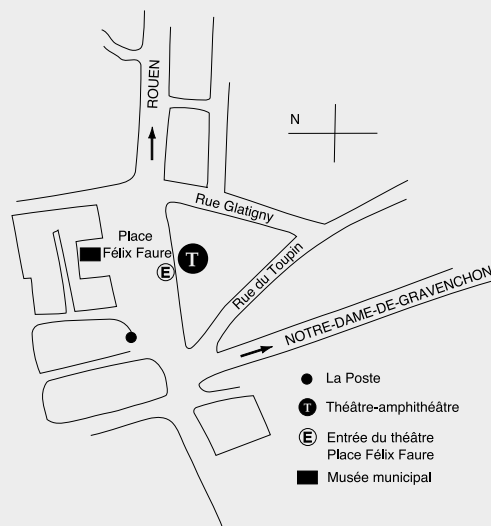 ROUEN
N
Rue Glatigny
Place
Félix Faure
T
E
Rue du Toupin
NOTRE-DAME-DE-GRAVENCHON
La Poste
T Théâtre-amphithéâtre
E Entrée du théâtre
Place Félix Faure
Musée municipal